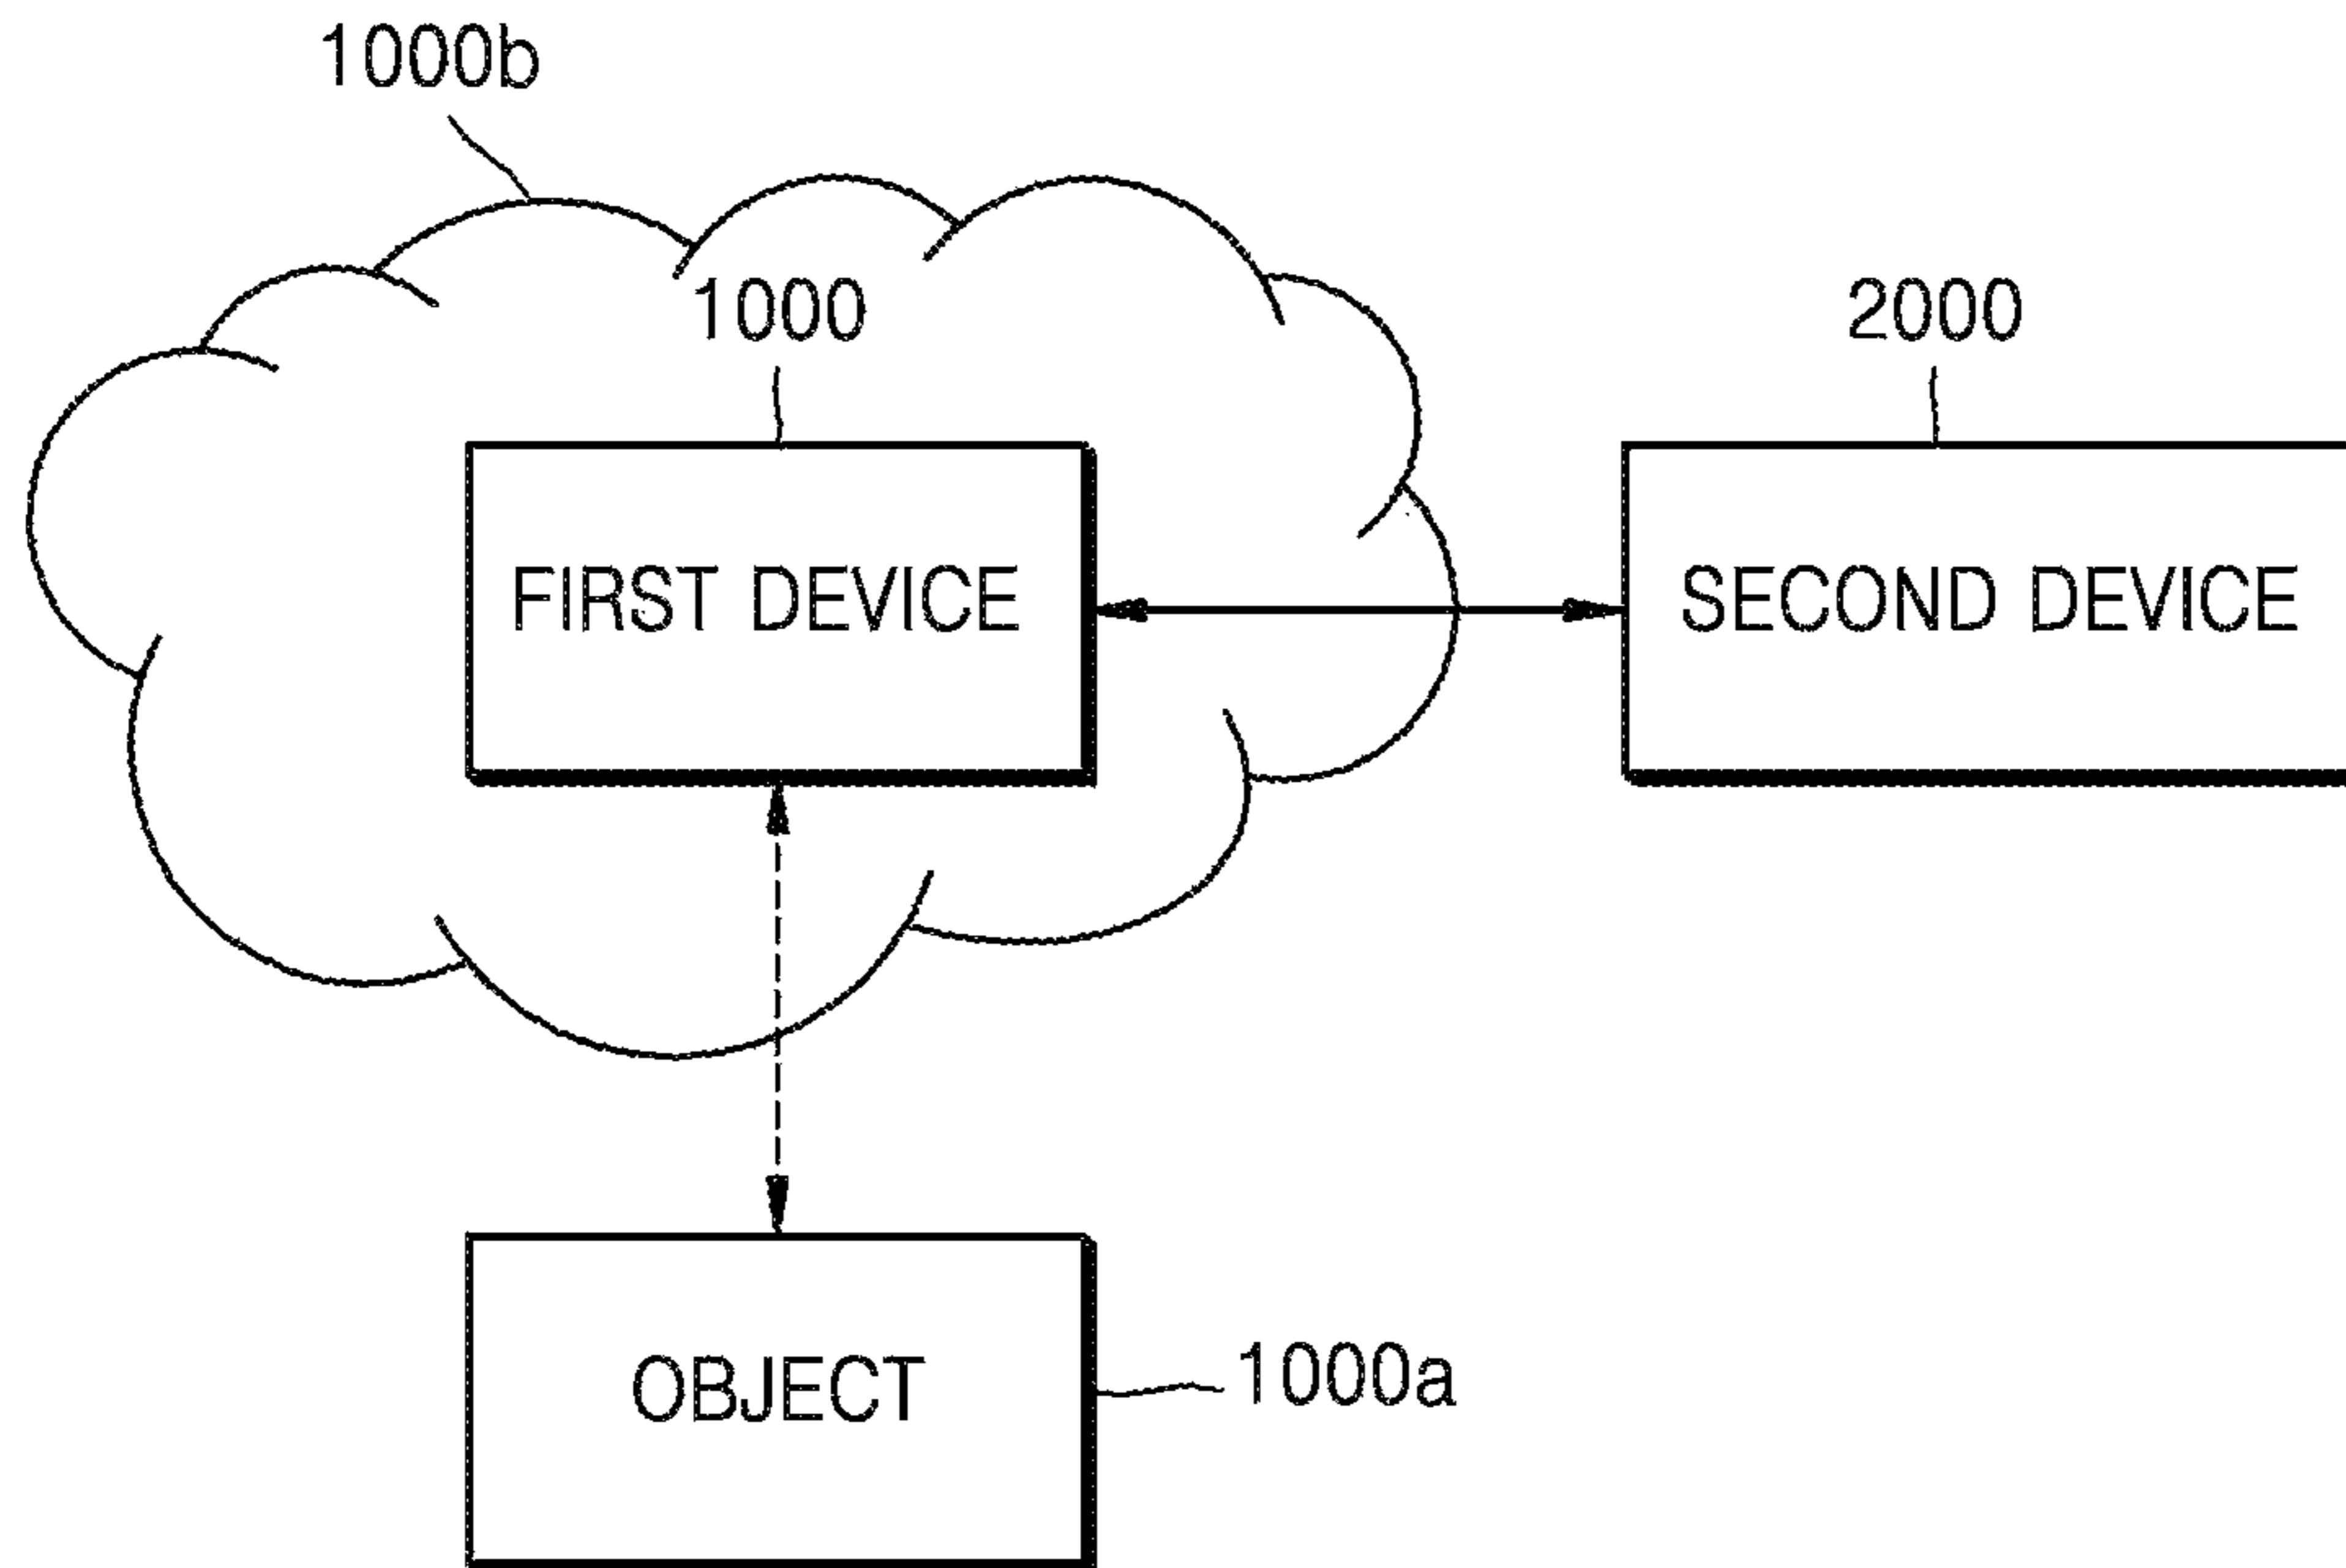 1000b
1000
2000
FIRST DEVICE
SECOND DEVICE
OBJECT
1000a